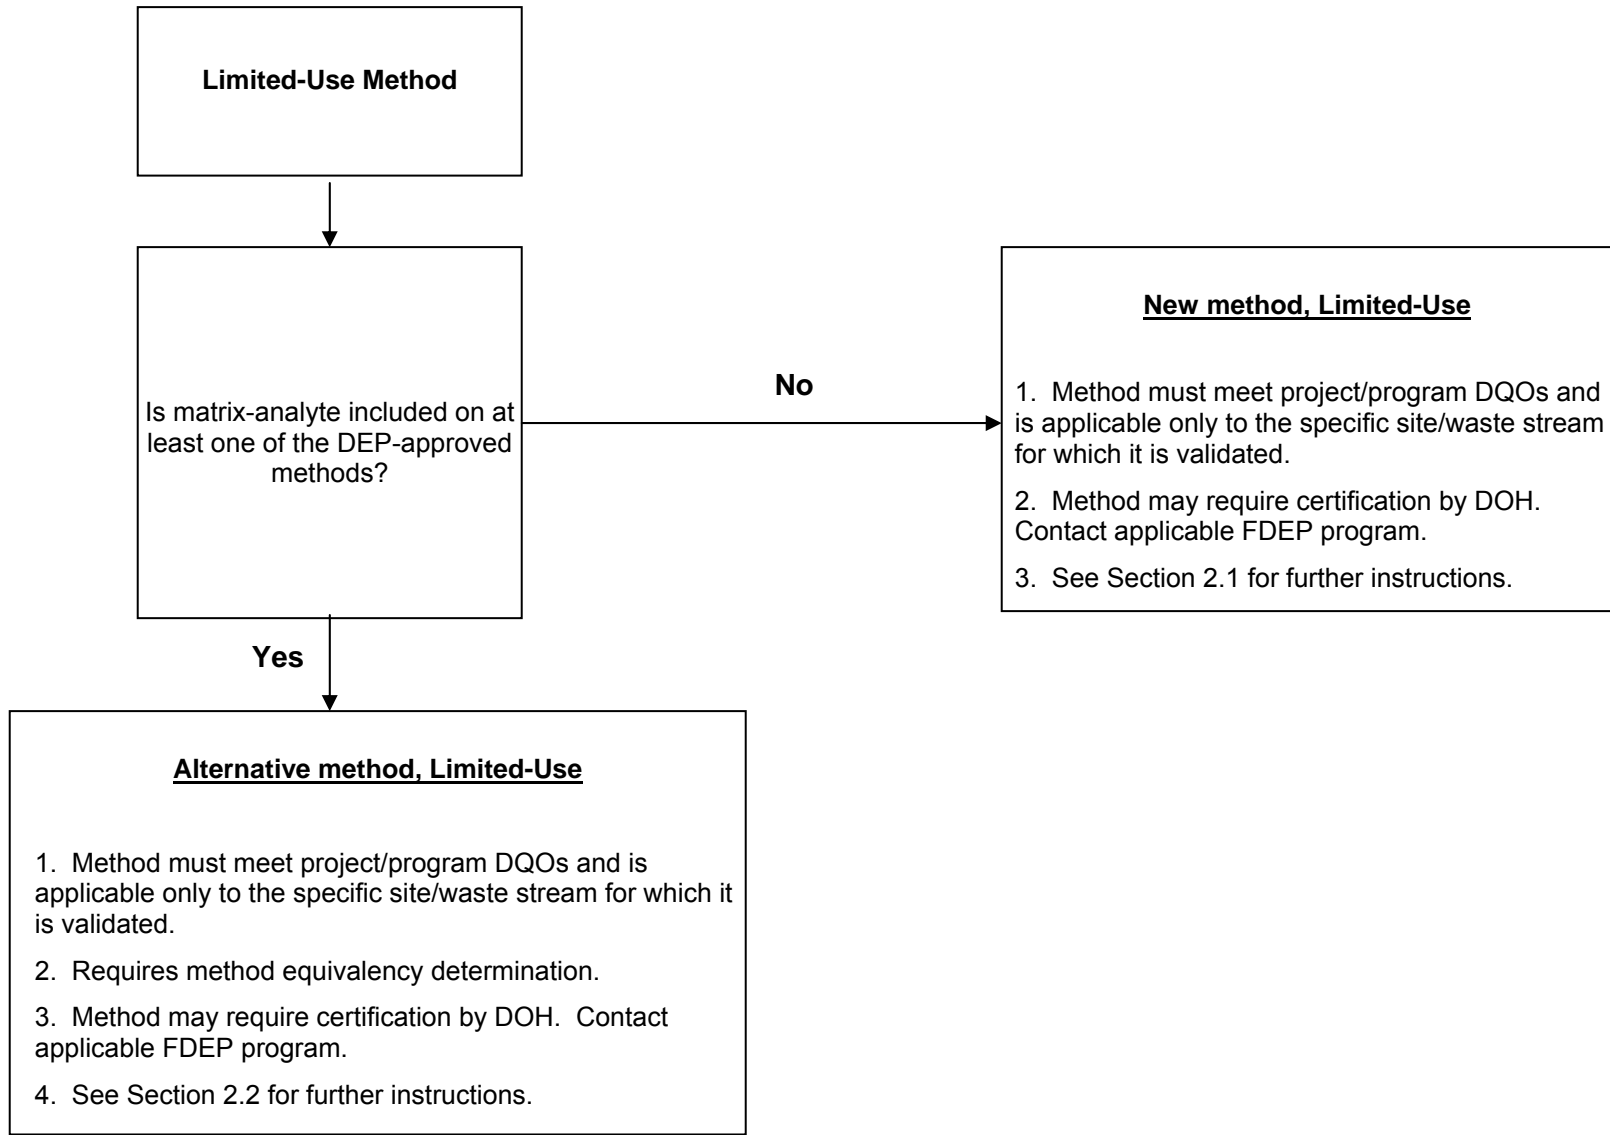 Limited-Use Method
Is matrix-analyte included on at
least one of the DEP-approved
methods?
No
New method, Limited-Use
1.  Method must meet project/program DQOs and
is applicable only to the specific site/waste stream
for which it is validated.
2.  Method may require certification by DOH.
Contact applicable FDEP program.
3.  See Section 2.1 for further instructions.
Yes
Alternative method, Limited-Use
1.  Method must meet project/program DQOs and is
applicable only to the specific site/waste stream for which it
is validated.
2.  Requires method equivalency determination.
3.  Method may require certification by DOH.  Contact
applicable FDEP program.
4.  See Section 2.2 for further instructions.